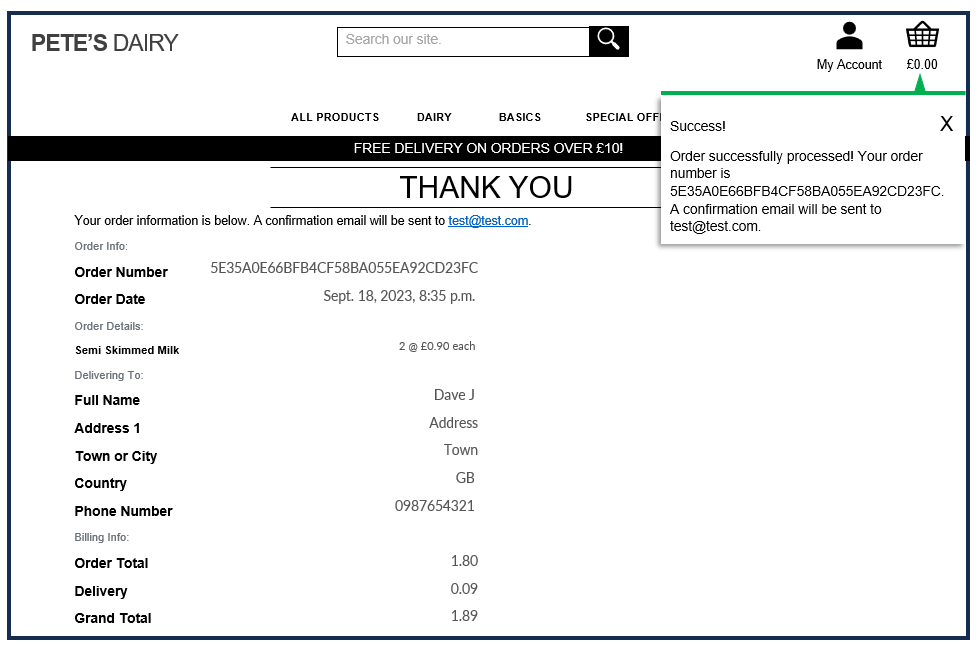 PETE'S DAIRY
Search our site.
My Account
£0.00
ALL PRODUCTS DAIRY BASICS SPECIAL OFF
FREE DELIVERY ON ORDERS OVER £10!
Success! X
Order successfully processed! Your order
number is
5E35A0E66BFB4CF58BA055EA92CD23FC.
A confirmation email will be sent to
test@test.com.
THANK YOU
Your order information is below. A confirmation email will be sent to test@test.com.
Order Info:
Order Number 5E35A0E66BFB4CF58BA055EA92CD23FC
Order Date Sept. 18, 2023, 8:35 p.m.
Order Details:
Semi Skimmed Milk 2 @ £0.90 each
Delivering To:
Full Name Dave J
Address 1 Address
Town or City Town
Country GB
Phone Number 0987654321
Billing Info:
Order Total 1.80
Delivery 0.09
Grand Total 1.89